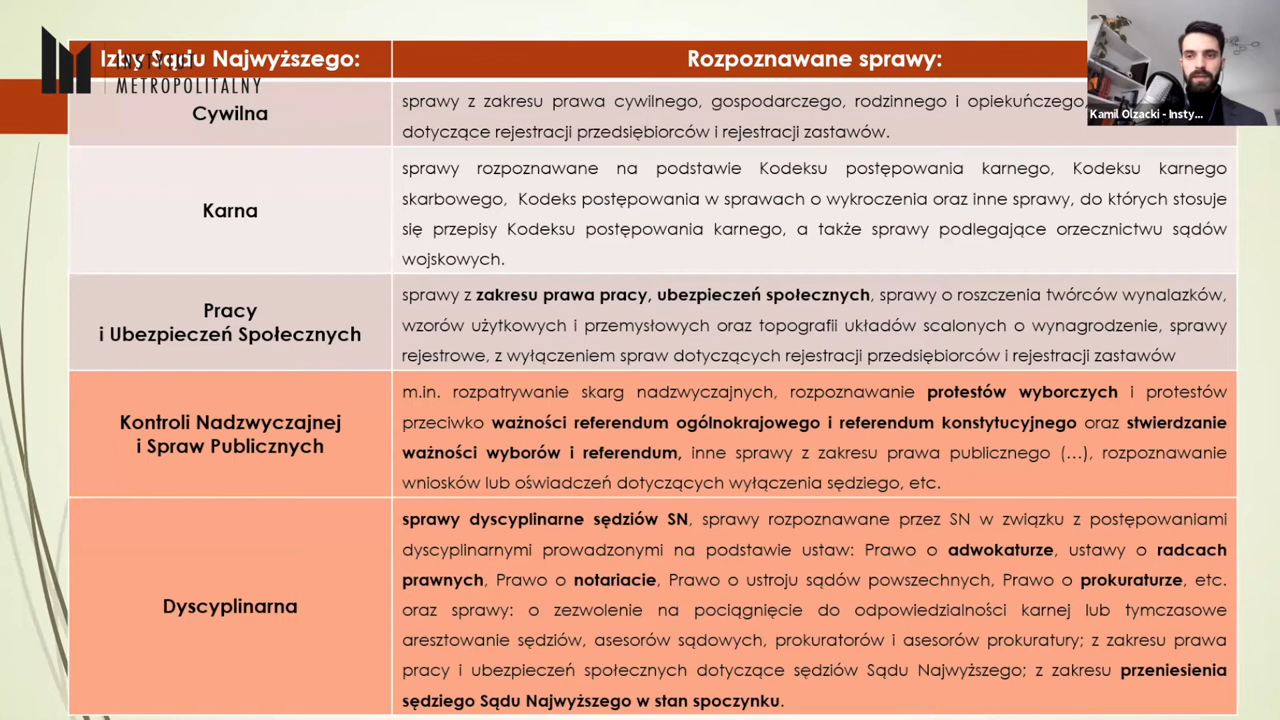 Izby Sądu Najwyższego:
Rozpoznawane sprawy:
INSTYTUT
METROPOLITALNY
Kamil Olzacki - Insty...
Cywilna
sprawy z zakresu prawa cywilnego, gospodarczego, rodzinnego i opiekuńczego,
dotyczące rejestracji przedsiębiorców i rejestracji zastawów.
Karna
sprawy rozpoznawane na podstawie Kodeksu postępowania karnego, Kodeksu karnego
skarbowego, Kodeks postępowania w sprawach o wykroczenia oraz inne sprawy, do których stosuje
się przepisy Kodeksu postępowania karnego, a także sprawy podlegające orzecznictwu sądów
wojskowych.
Pracy
i Ubezpieczeń Społecznych
sprawy z zakresu prawa pracy, ubezpieczeń społecznych, sprawy o roszczenia twórców wynalazków,
wzorów użytkowych i przemysłowych oraz topografii układów scalonych o wynagrodzenie, sprawy
rejestrowe, z wyłączeniem spraw dotyczących rejestracji przedsiębiorców i rejestracji zastawów
Kontroli Nadzwyczajnej
i Spraw Publicznych
m.in. rozpatrywanie skarg nadzwyczajnych, rozpoznawanie protestów wyborczych i protestów
przeciwko ważności referendum ogólnokrajowego i referendum konstytucyjnego oraz stwierdzanie
ważności wyborów i referendum, inne sprawy z zakresu prawa publicznego (…), rozpoznawanie
wniosków lub oświadczeń dotyczących wyłączenia sędziego, etc.
Dyscyplinarna
sprawy dyscyplinarne sędziów SN, sprawy rozpoznawane przez SN w związku z postępowaniami
dyscyplinarnymi prowadzonymi na podstawie ustaw: Prawo o adwokaturze, ustawy o radcach
prawnych, Prawo o notariacie, Prawo o ustroju sądów powszechnych, Prawo o prokuraturze, etc.
oraz sprawy: o zezwolenie na pociągnięcie do odpowiedzialności karnej lub tymczasowe
aresztowanie sędziów, asesorów sądowych, prokuratorów i asesorów prokuratury; z zakresu prawa
pracy i ubezpieczeń społecznych dotyczące sędziów Sądu Najwyższego; z zakresu przeniesienia
sędziego Sądu Najwyższego w stan spoczynku.